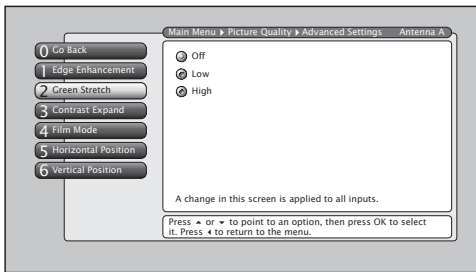 Main Menu ▸ Picture Quality ▸ Advanced Settings Antenna A
0 Go Back
1 Edge Enhancement
2 Green Stretch
3 Contrast Expand
4 Film Mode
5 Horizontal Position
6 Vertical Position
Off
Low
High
A change in this screen is applied to all inputs.
Press ▲ or ▼ to point to an option, then press OK to select
it. Press ◂ to return to the menu.